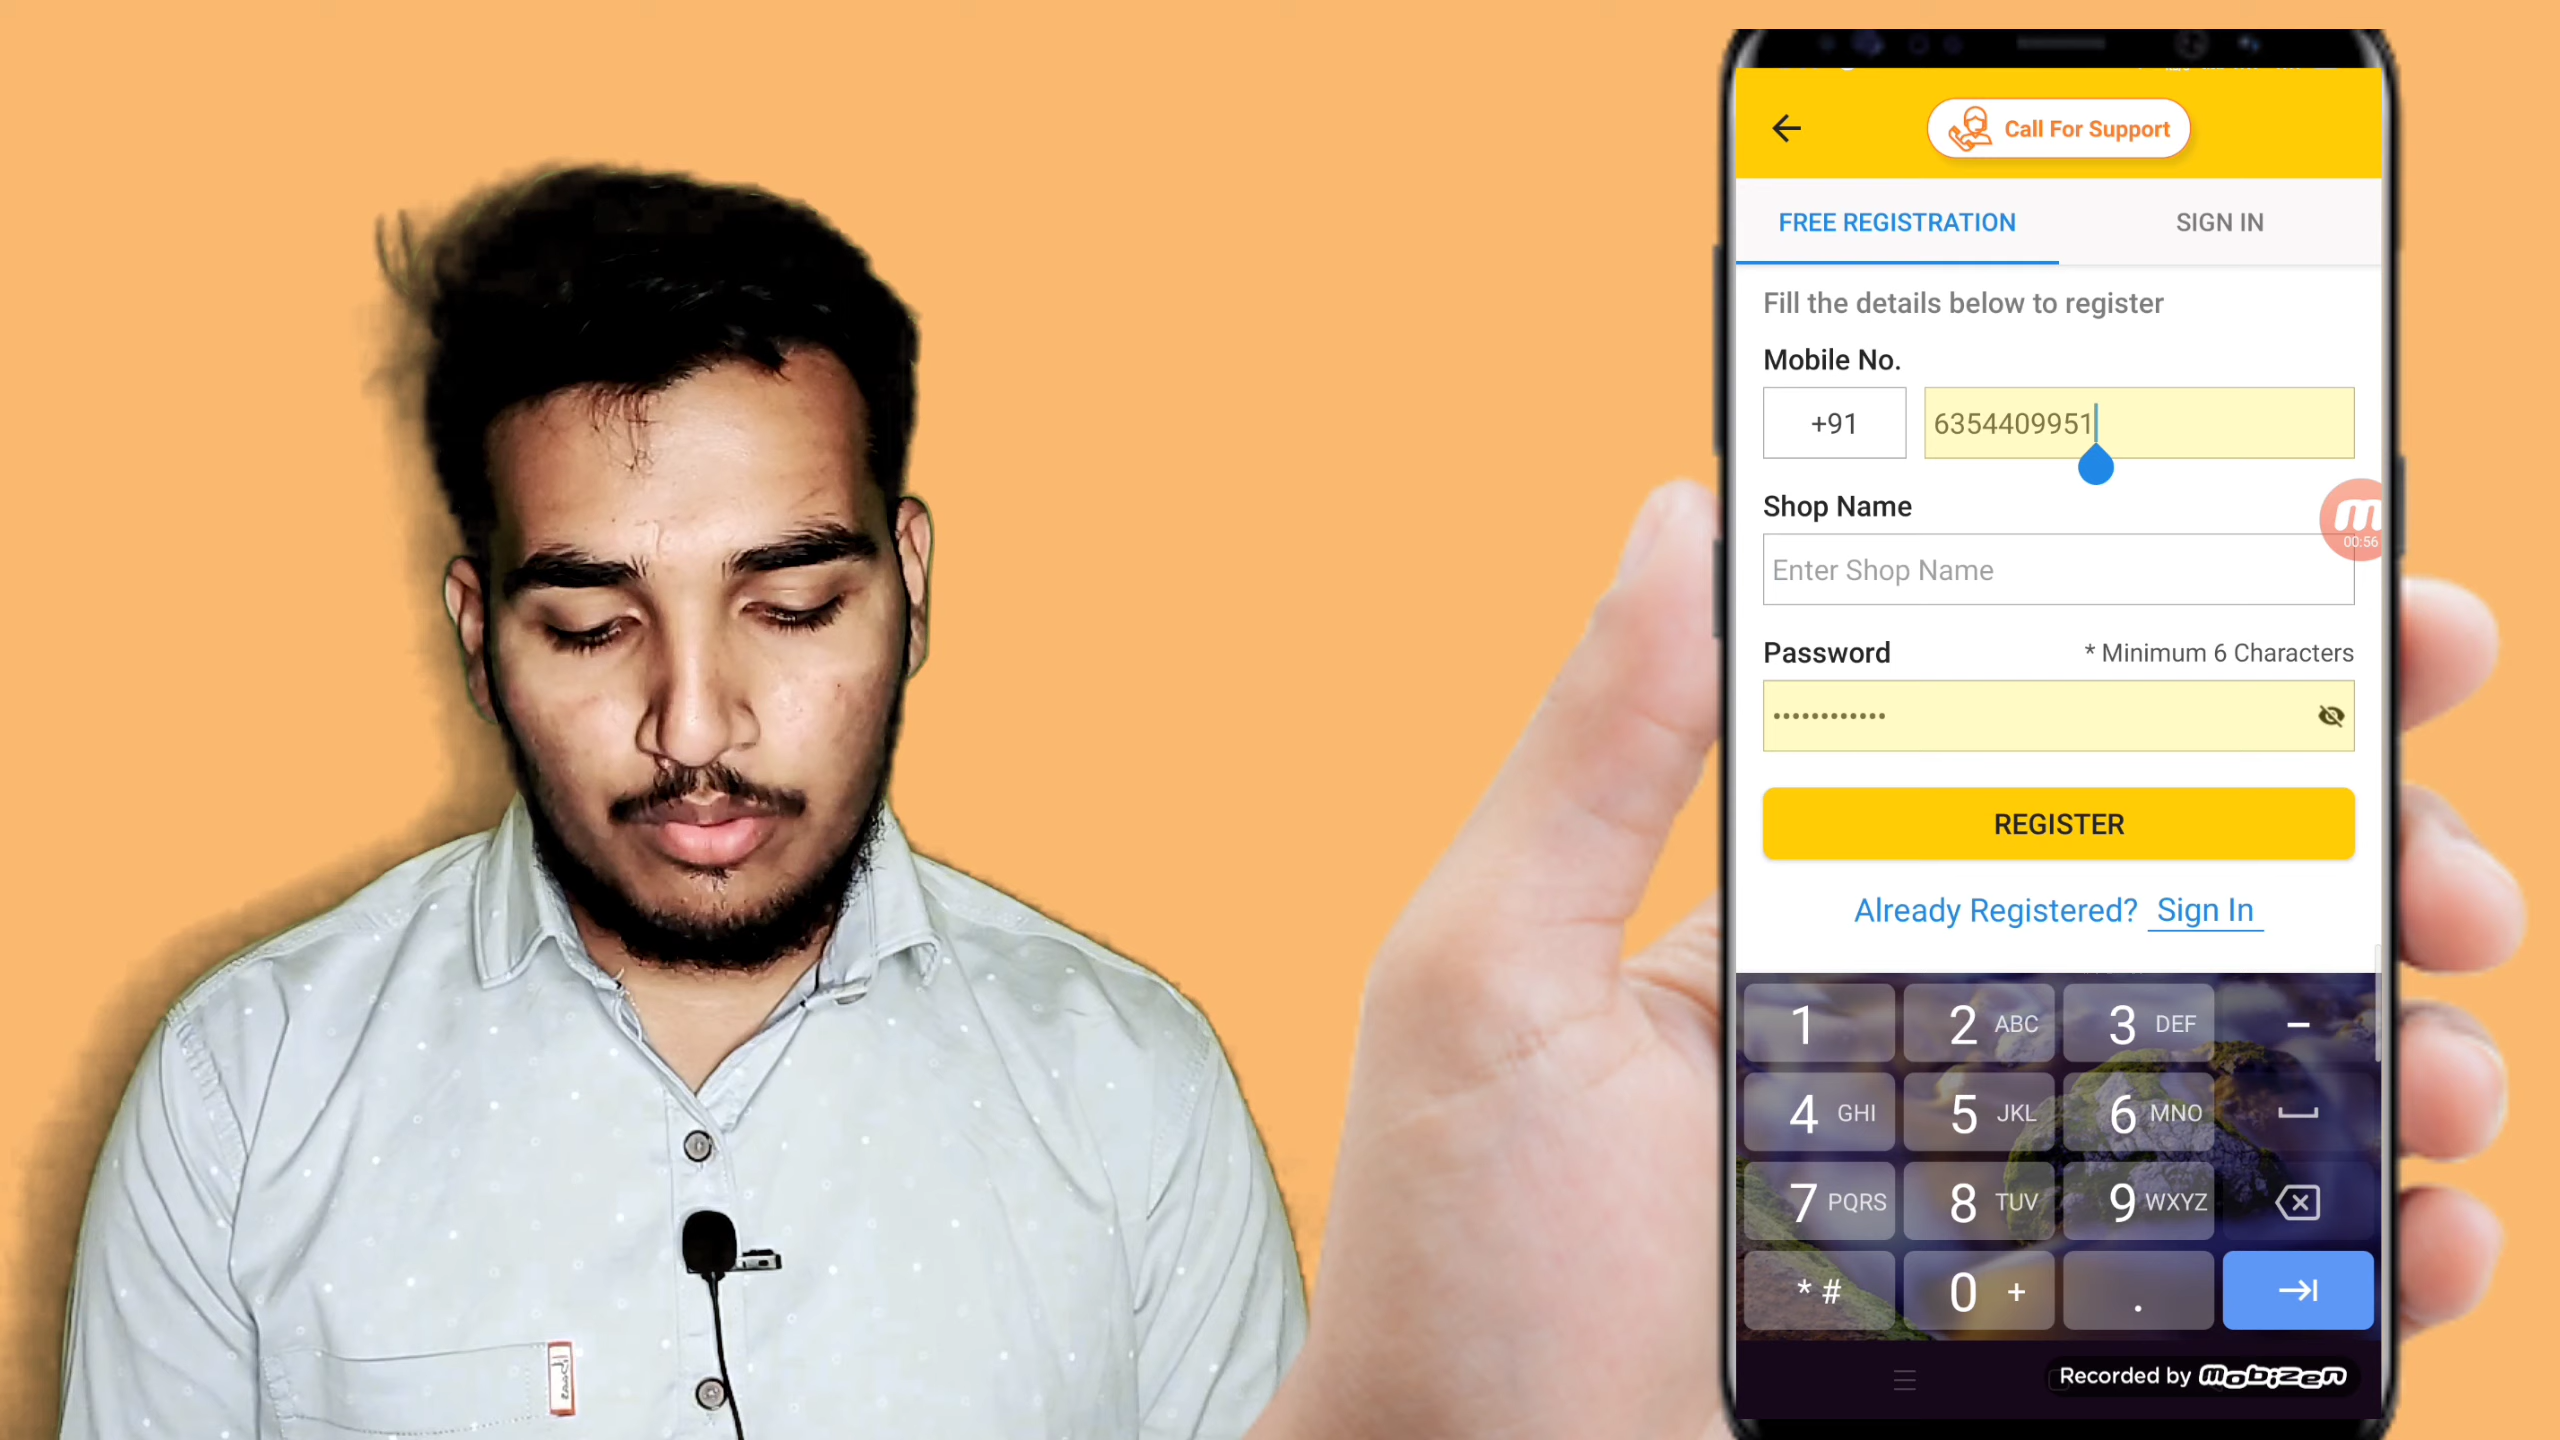 Call For Support
FREE REGISTRATION SIGN IN
Fill the details below to register
Mobile No.
+91 6354409951
Shop Name
m
00:56
Enter Shop Name
Password * Minimum 6 Characters
••••••••••••
REGISTER
Already Registered? Sign In
1 2 ABC 3 DEF -
4 GHI 5 JKL 6 MNO
7 PQRS 8 TUV 9 WXYZ
* # 0 + .
Recorded by mobizen